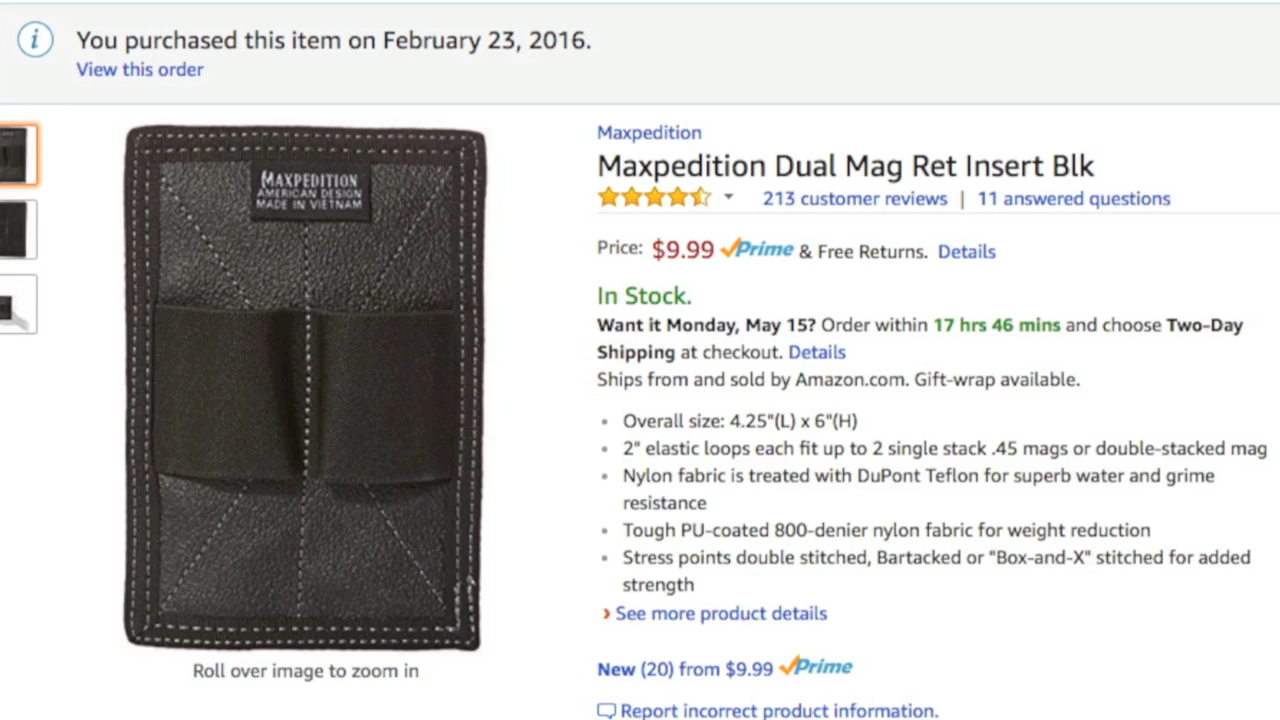 You purchased this item on February 23, 2016.
View this order
MAXPEDITION
AMERICAN DESIGN
MADE IN VIETNAM
Roll over image to zoom in
Maxpedition
Maxpedition Dual Mag Ret Insert Blk
213 customer reviews | 11 answered questions
Price: $9.99 Prime & Free Returns. Details
In Stock.
Want it Monday, May 15? Order within 17 hrs 46 mins and choose Two-Day
Shipping at checkout. Details
Ships from and sold by Amazon.com. Gift-wrap available.
• Overall size: 4.25"(L) x 6"(H)
• 2" elastic loops each fit up to 2 single stack .45 mags or double-stacked mag
• Nylon fabric is treated with DuPont Teflon for superb water and grime
resistance
• Tough PU-coated 800-denier nylon fabric for weight reduction
• Stress points double stitched, Bartacked or "Box-and-X" stitched for added
strength
› See more product details
New (20) from $9.99 Prime
Report incorrect product information.